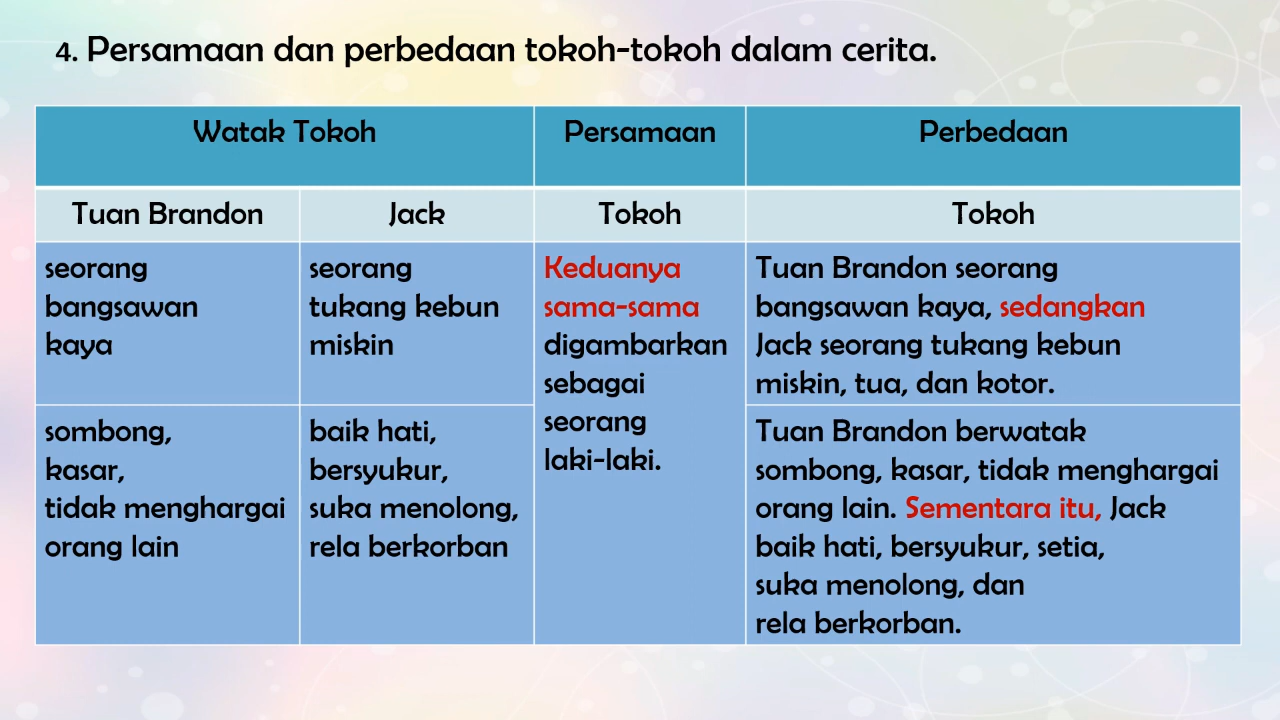 4. Persamaan dan perbedaan tokoh-tokoh dalam cerita.
Watak Tokoh
Persamaan
Perbedaan
Tuan Brandon
Jack
Tokoh
Tokoh
seorang
bangsawan
kaya
seorang
tukang kebun
miskin
Keduanya
sama-sama
digambarkan
sebagai
seorang
laki-laki.
Tuan Brandon seorang
bangsawan kaya, sedangkan
Jack seorang tukang kebun
miskin, tua, dan kotor.
sombong,
kasar,
tidak menghargai
orang lain
baik hati,
bersyukur,
suka menolong,
rela berkorban
Tuan Brandon berwatak
sombong, kasar, tidak menghargai
orang lain. Sementara itu, Jack
baik hati, bersyukur, setia,
suka menolong, dan
rela berkorban.